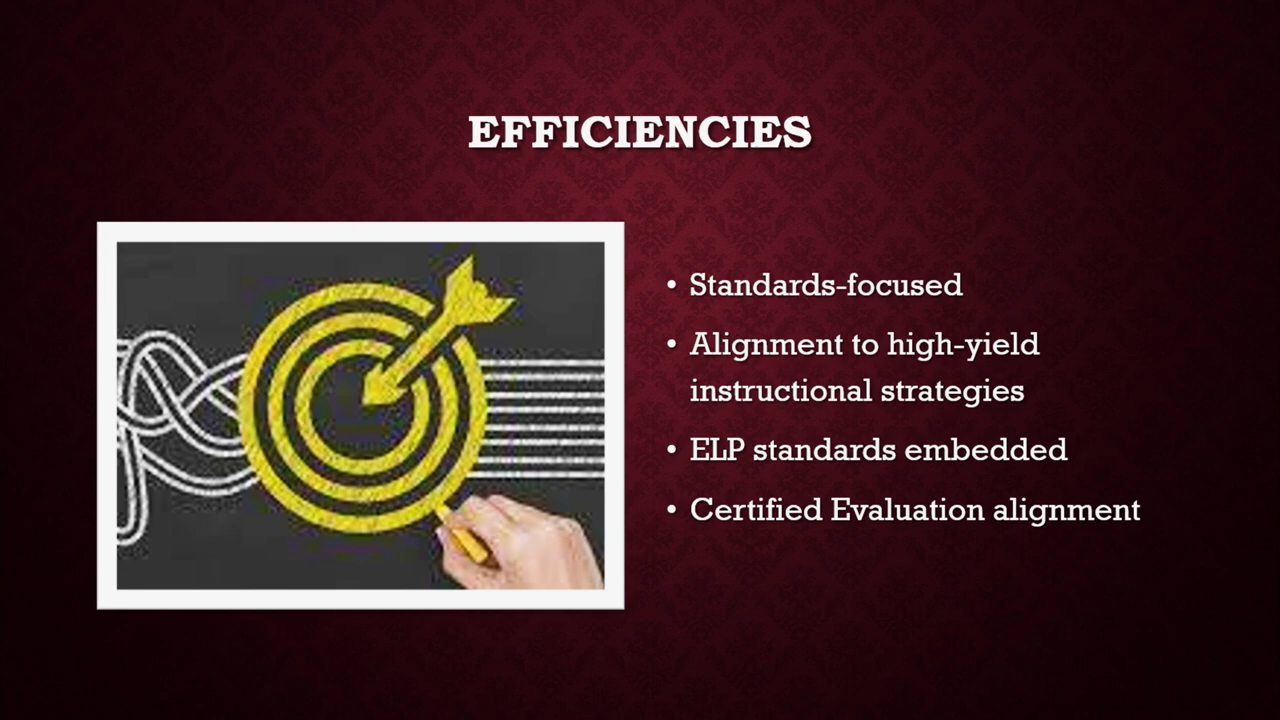 EFFICIENCIES
• Standards-focused
• Alignment to high-yield
instructional strategies
• ELP standards embedded
• Certified Evaluation alignment